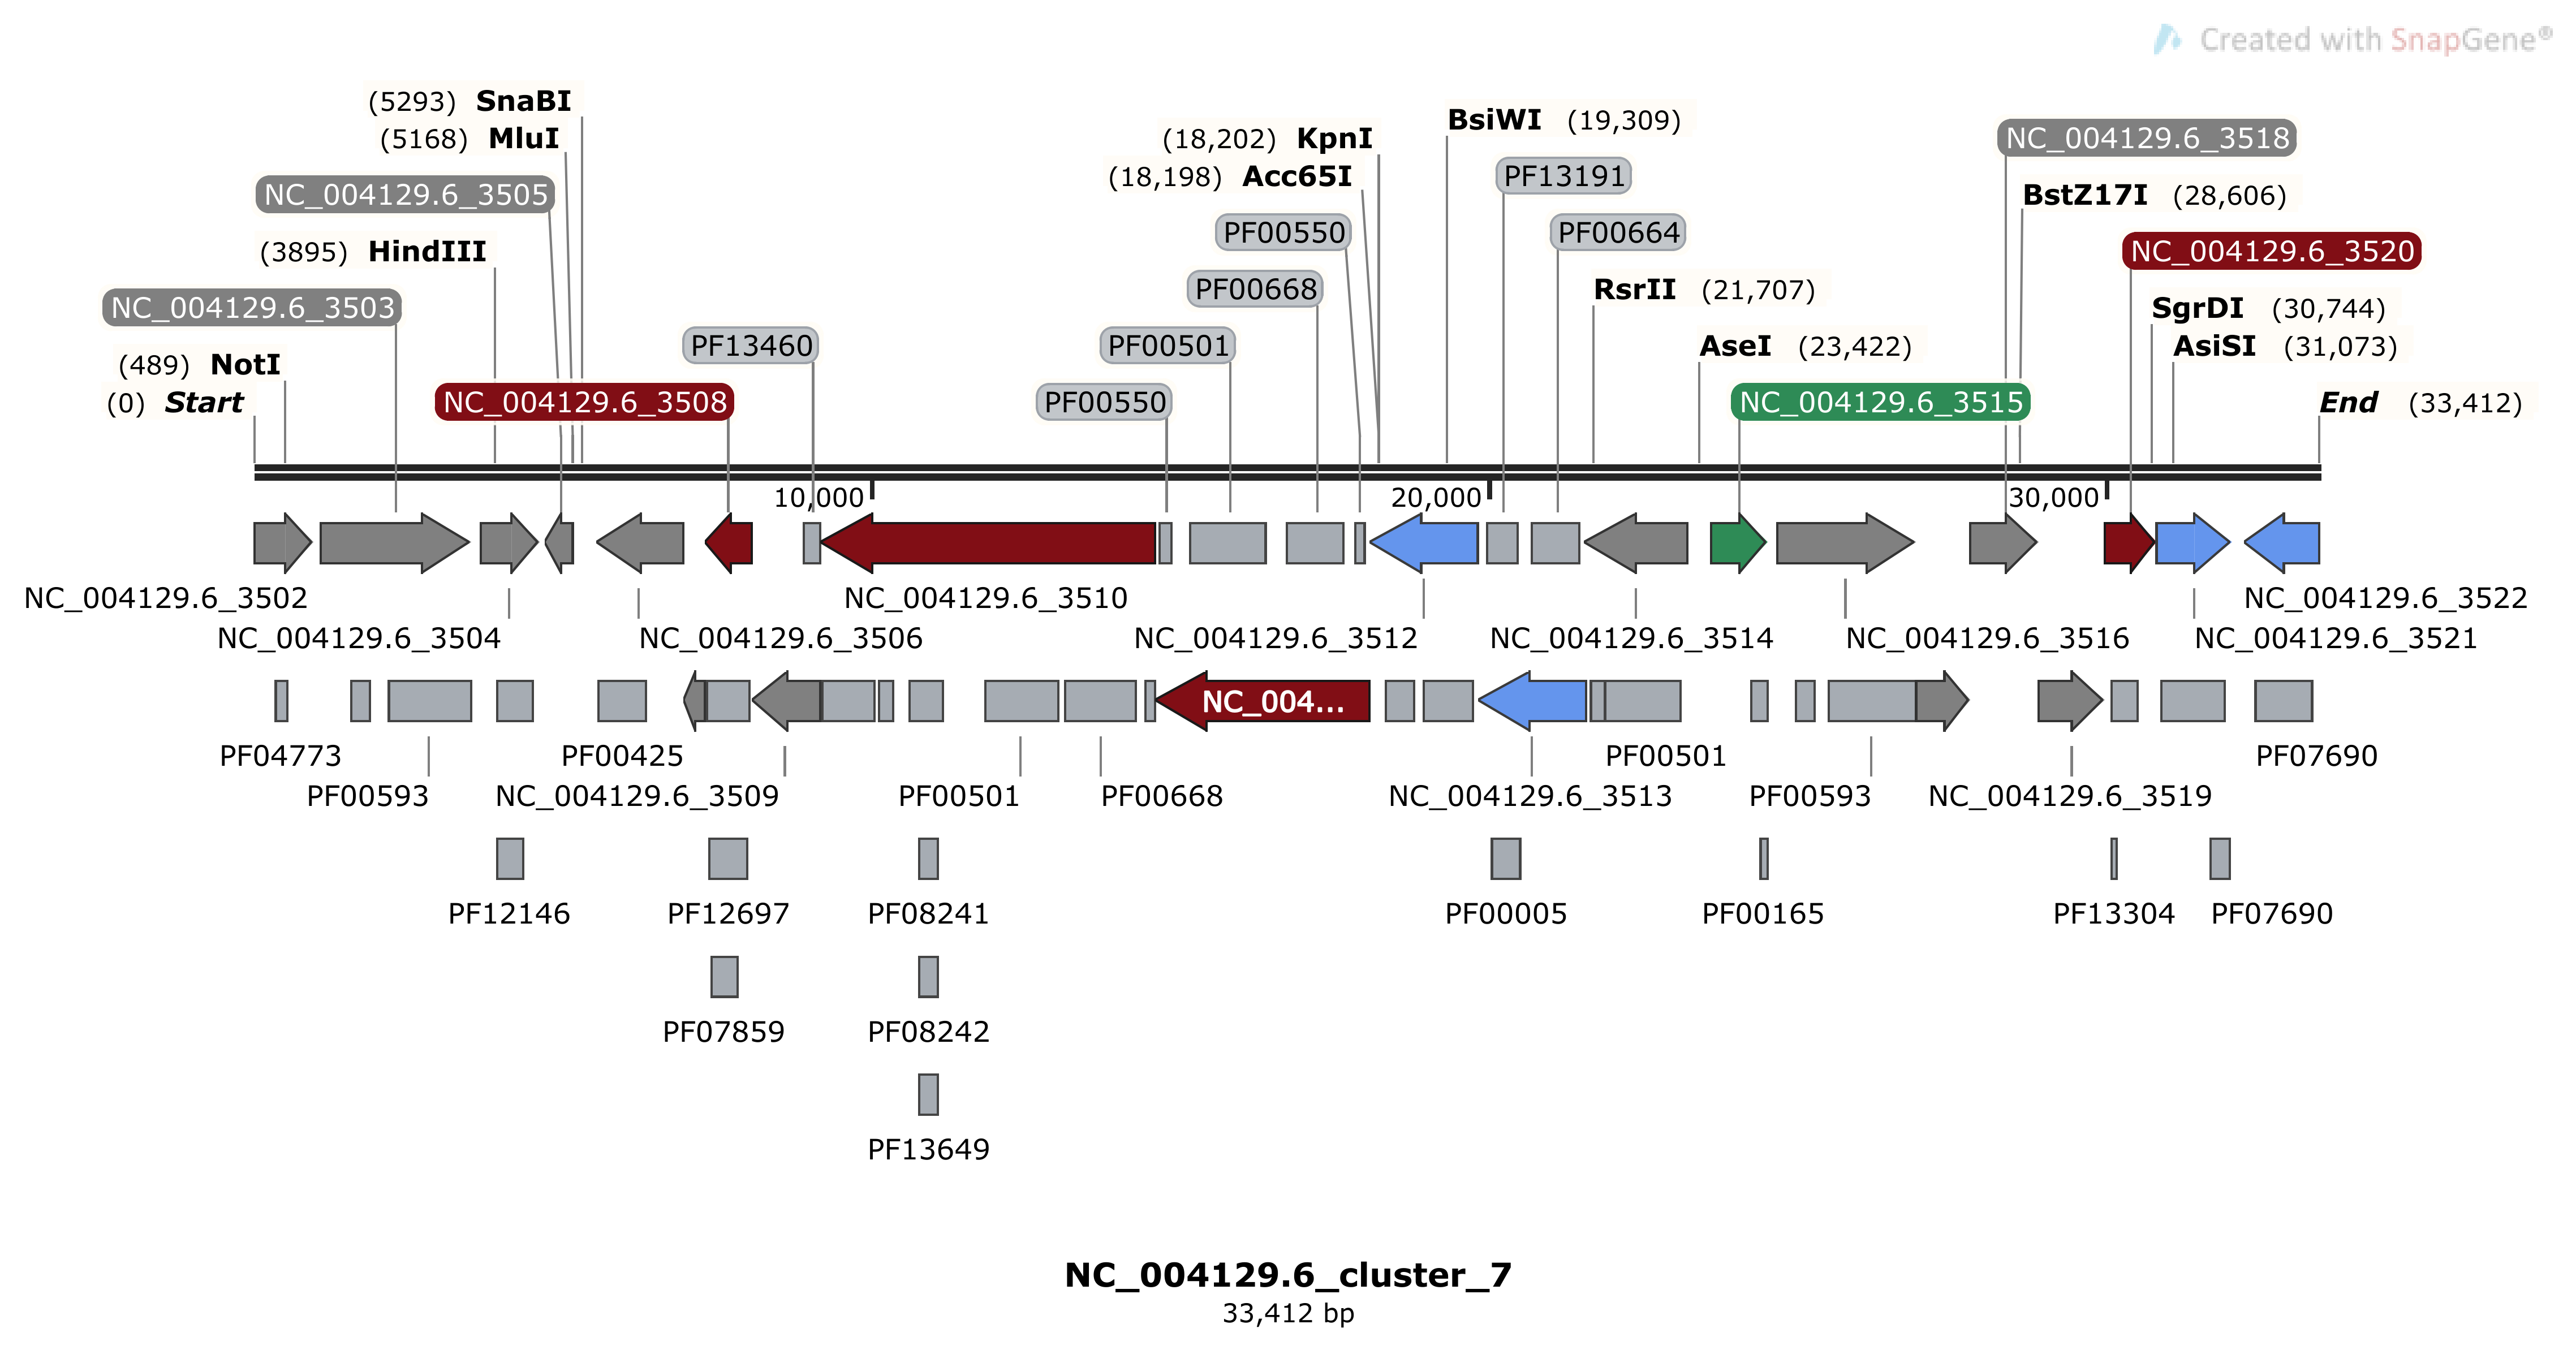 Created with SnapGene®
(5293) SnaBI
(5168) MluI
NC_004129.6_3505
(3895) HindIII
NC_004129.6_3503
(489) NotI
(0) Start
NC_004129.6_3508
PF13460
(18,202) KpnI
(18,198) Acc65I
PF00550
PF00668
PF00501
PF00550
BsiWI (19,309)
PF13191
PF00664
RsrII (21,707)
AseI (23,422)
NC_004129.6_3515
NC_004129.6_3518
BstZ17I (28,606)
NC_004129.6_3520
SgrDI (30,744)
AsiSI (31,073)
End (33,412)
10,000
20,000
30,000
NC_004129.6_3502
NC_004129.6_3510
NC_004129.6_3522
NC_004129.6_3504
NC_004129.6_3506
NC_004129.6_3512
NC_004129.6_3514
NC_004129.6_3516
NC_004129.6_3521
NC_004...
PF04773
PF00425
PF00501
PF07690
PF00593
NC_004129.6_3509
PF00501
PF00668
NC_004129.6_3513
PF00593
NC_004129.6_3519
PF12146
PF12697
PF08241
PF00005
PF00165
PF13304
PF07690
PF07859
PF08242
PF13649
NC_004129.6_cluster_7
33,412 bp